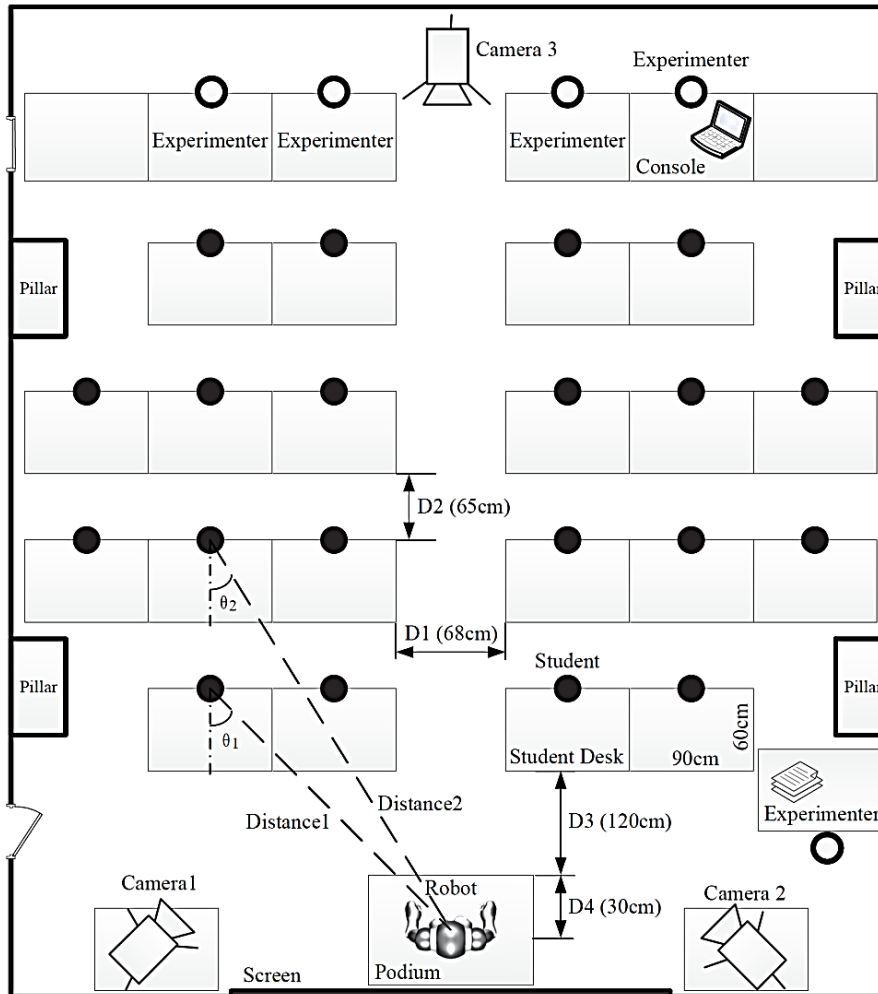 Camera 3
Experimenter
Experimenter
Experimenter
Experimenter
Console
Pillar
Pillar
D2 (65cm)
θ2
D1 (68cm)
Pillar
Student
Pillar
θ1
60cm
Student Desk
90cm
Distance2
Distance1
D3 (120cm)
Experimenter
Camera1
Robot
D4 (30cm)
Camera 2
Screen
Podium